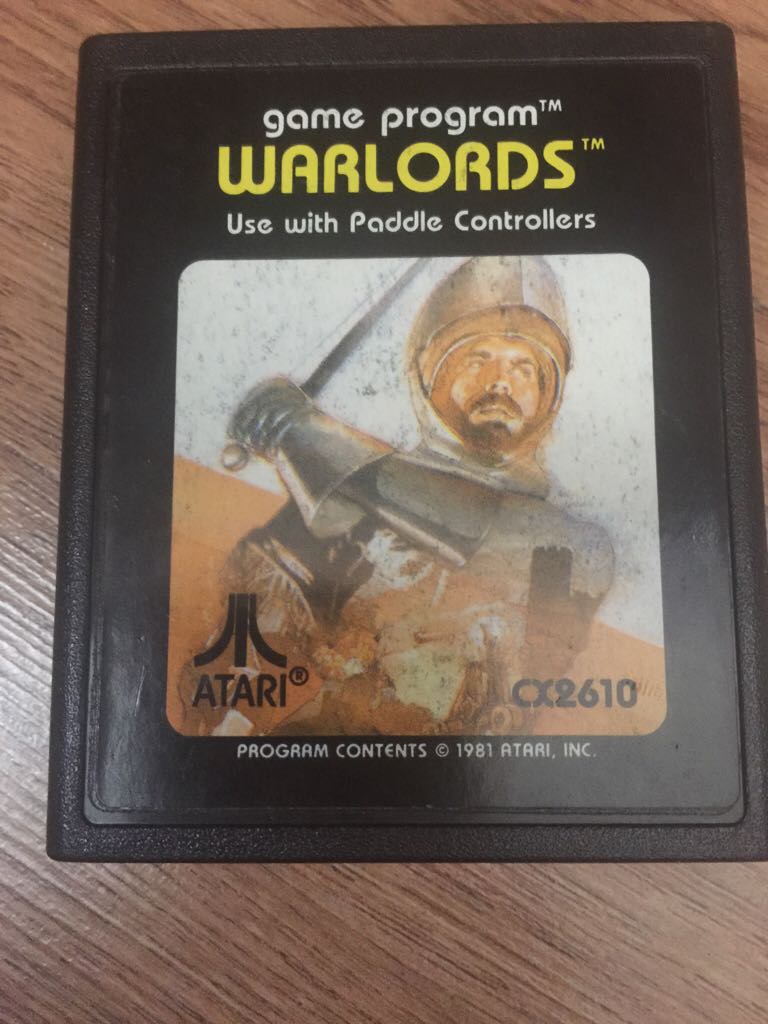 game program™
WARLORDS™
Use with Paddle Controllers
ATARI®
CX2610
PROGRAM CONTENTS © 1981 ATARI, INC.